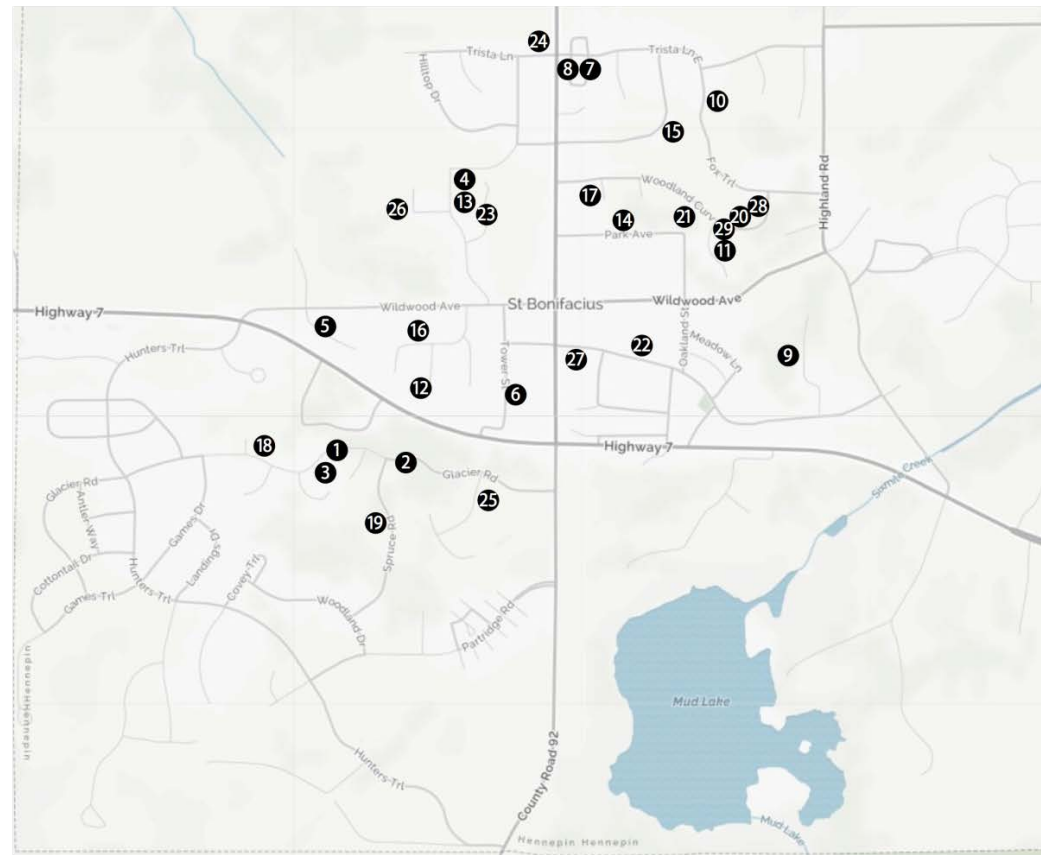 24
Trista Ln
Trista Ln E
8
7
Hilltop Dr
10
15
Fox Trl
Highland Rd
4
17
Woodland Curv
13
26
23
14
21
20
28
29
Park Ave
11
Highway 7
Wildwood Ave
St Bonifacius
Wildwood Ave
5
16
Oakland St
Meadow Ln
22
9
Hunters Trl
Tower St
27
12
6
18
1
Highway 7
2
3
Glacier Rd
Glacier Rd
25
Antler Way
Games Dr
19
Spruce Rd
Landings Dr
Cottontail Dr
Games Trl
Hunters Trl
Covey Trl
Woodland Dr
Partridge Rd
Hennepin Hennepin
Mud Lake
County Road 92
Hunters Trl
Mud Lake
Hennepin Hennepin